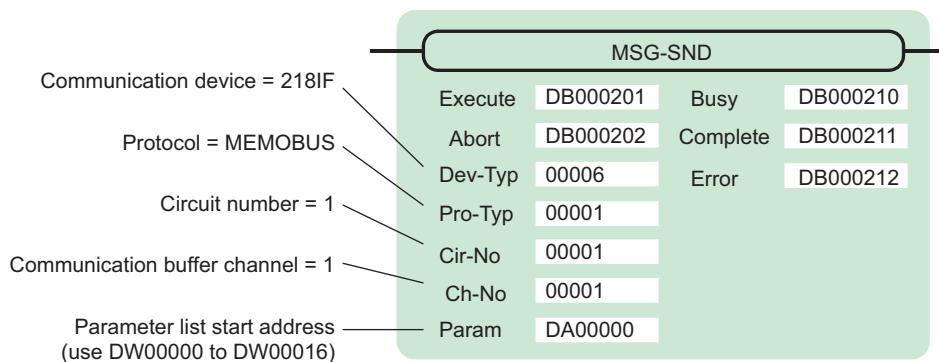 MSG-SND
Communication device = 218IF
Protocol = MEMOBUS
Circuit number = 1
Communication buffer channel = 1
Parameter list start address
(use DW00000 to DW00016)
Execute DB000201 Busy DB000210
Abort DB000202 Complete DB000211
Dev-Typ 00006 Error DB000212
Pro-Typ 00001
Cir-No 00001
Ch-No 00001
Param DA00000